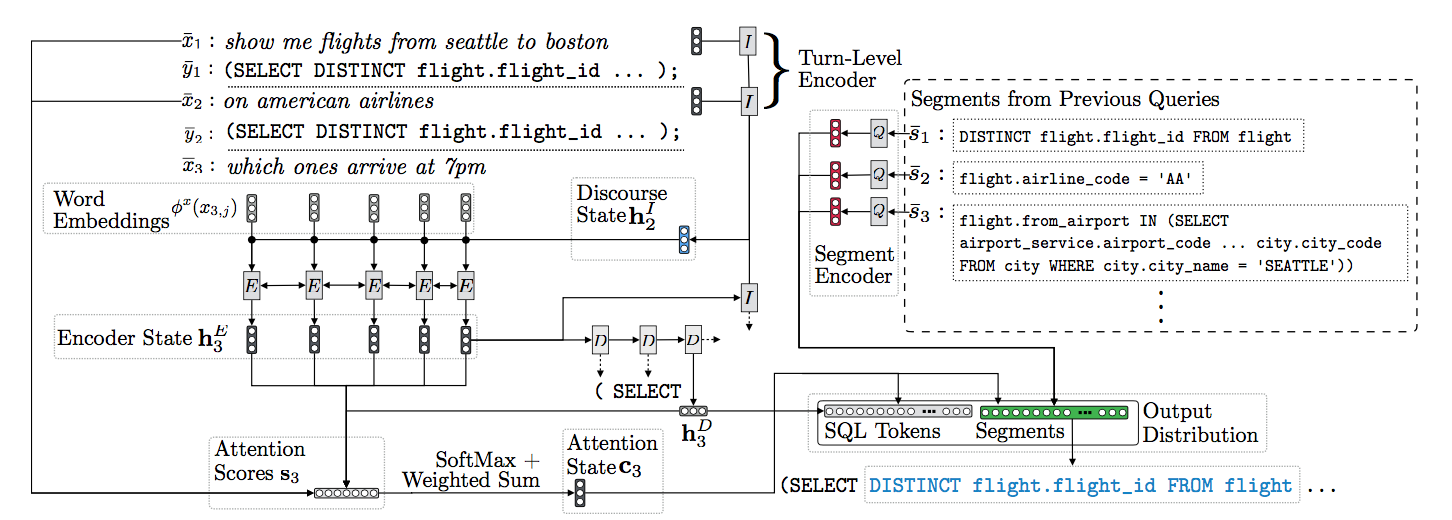 x̄₁ : show me flights from seattle to boston
ȳ₁ : (SELECT DISTINCT flight.flight_id ... );
x̄₂ : on american airlines
ȳ₂ : (SELECT DISTINCT flight.flight_id ... );
x̄₃ : which ones arrive at 7pm
I
I
Turn-Level
Encoder
Segments from Previous Queries
Q
s̄₁ : DISTINCT flight.flight_id FROM flight
Q
s̄₂ : flight.airline_code = 'AA'
Q
s̄₃ : flight.from_airport IN (SELECT
airport_service.airport_code ... city.city_code
FROM city WHERE city.city_name = 'SEATTLE'))
Segment
Encoder
Word
Embeddings ϕˣ(x₃,ⱼ)
Discourse
State h₂ᴵ
E E E E E
I
Encoder State h₃ᴱ
D D D
( SELECT
h₃ᴰ
SQL Tokens
Segments
Output
Distribution
Attention
Scores s₃
SoftMax +
Weighted Sum
Attention
State c₃
(SELECT DISTINCT flight.flight_id FROM flight ...